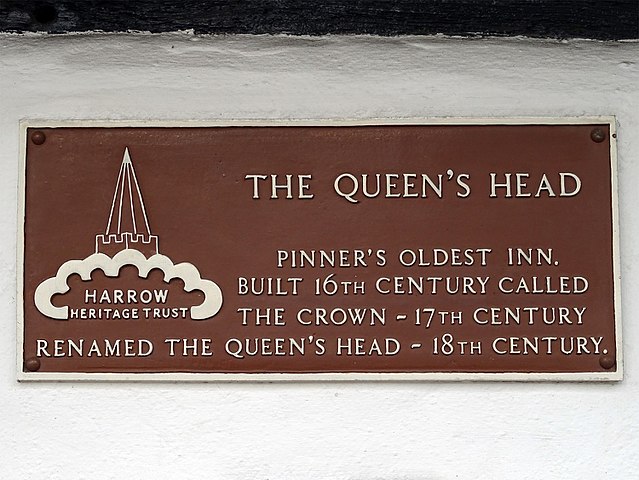 THE QUEEN'S HEAD
PINNER'S OLDEST INN.
BUILT 16TH CENTURY CALLED
THE CROWN - 17TH CENTURY
RENAMED THE QUEEN'S HEAD - 18TH CENTURY.
HARROW
HERITAGE TRUST